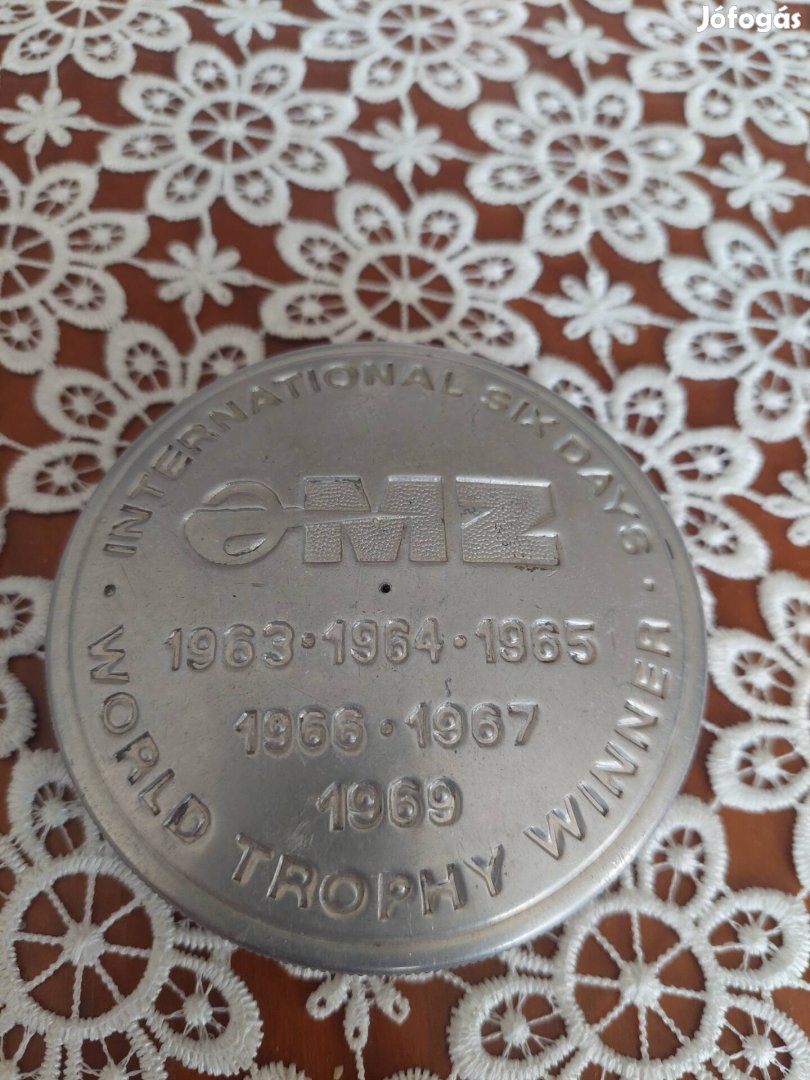 Jófogás
· INTERNATIONAL SIX DAYS ·
MZ
1963 · 1964 · 1965
1966 · 1967
1969
WORLD TROPHY WINNER